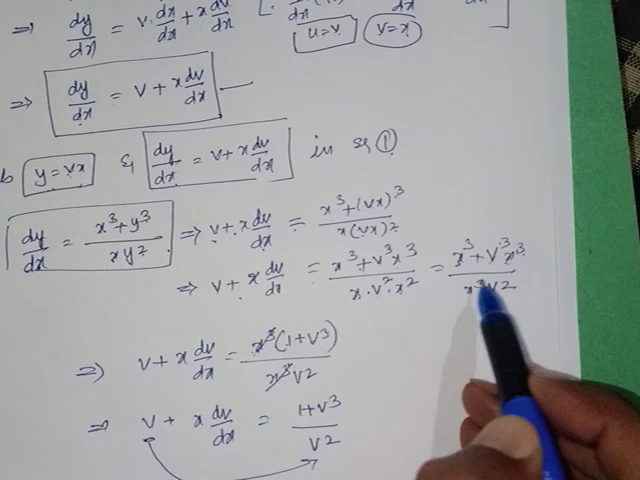 ⇒ dy/dx = v·dx/dx + x dv/dx
u=v v=x
⇒ dy/dx = v + x dv/dx
y=vx & dy/dx = v + x dv/dx in ①
dy/dx = x³+y³/xy² ⇒ v + x dv/dx = x³+(vx)³/x(vx)²
⇒ v + x dv/dx = x³+v³x³/x·v²·x² = x³+v³x³/x³v²
⇒ v + x dv/dx = x³(1+v³)/x³v²
⇒ v + x dv/dx = 1+v³/v²